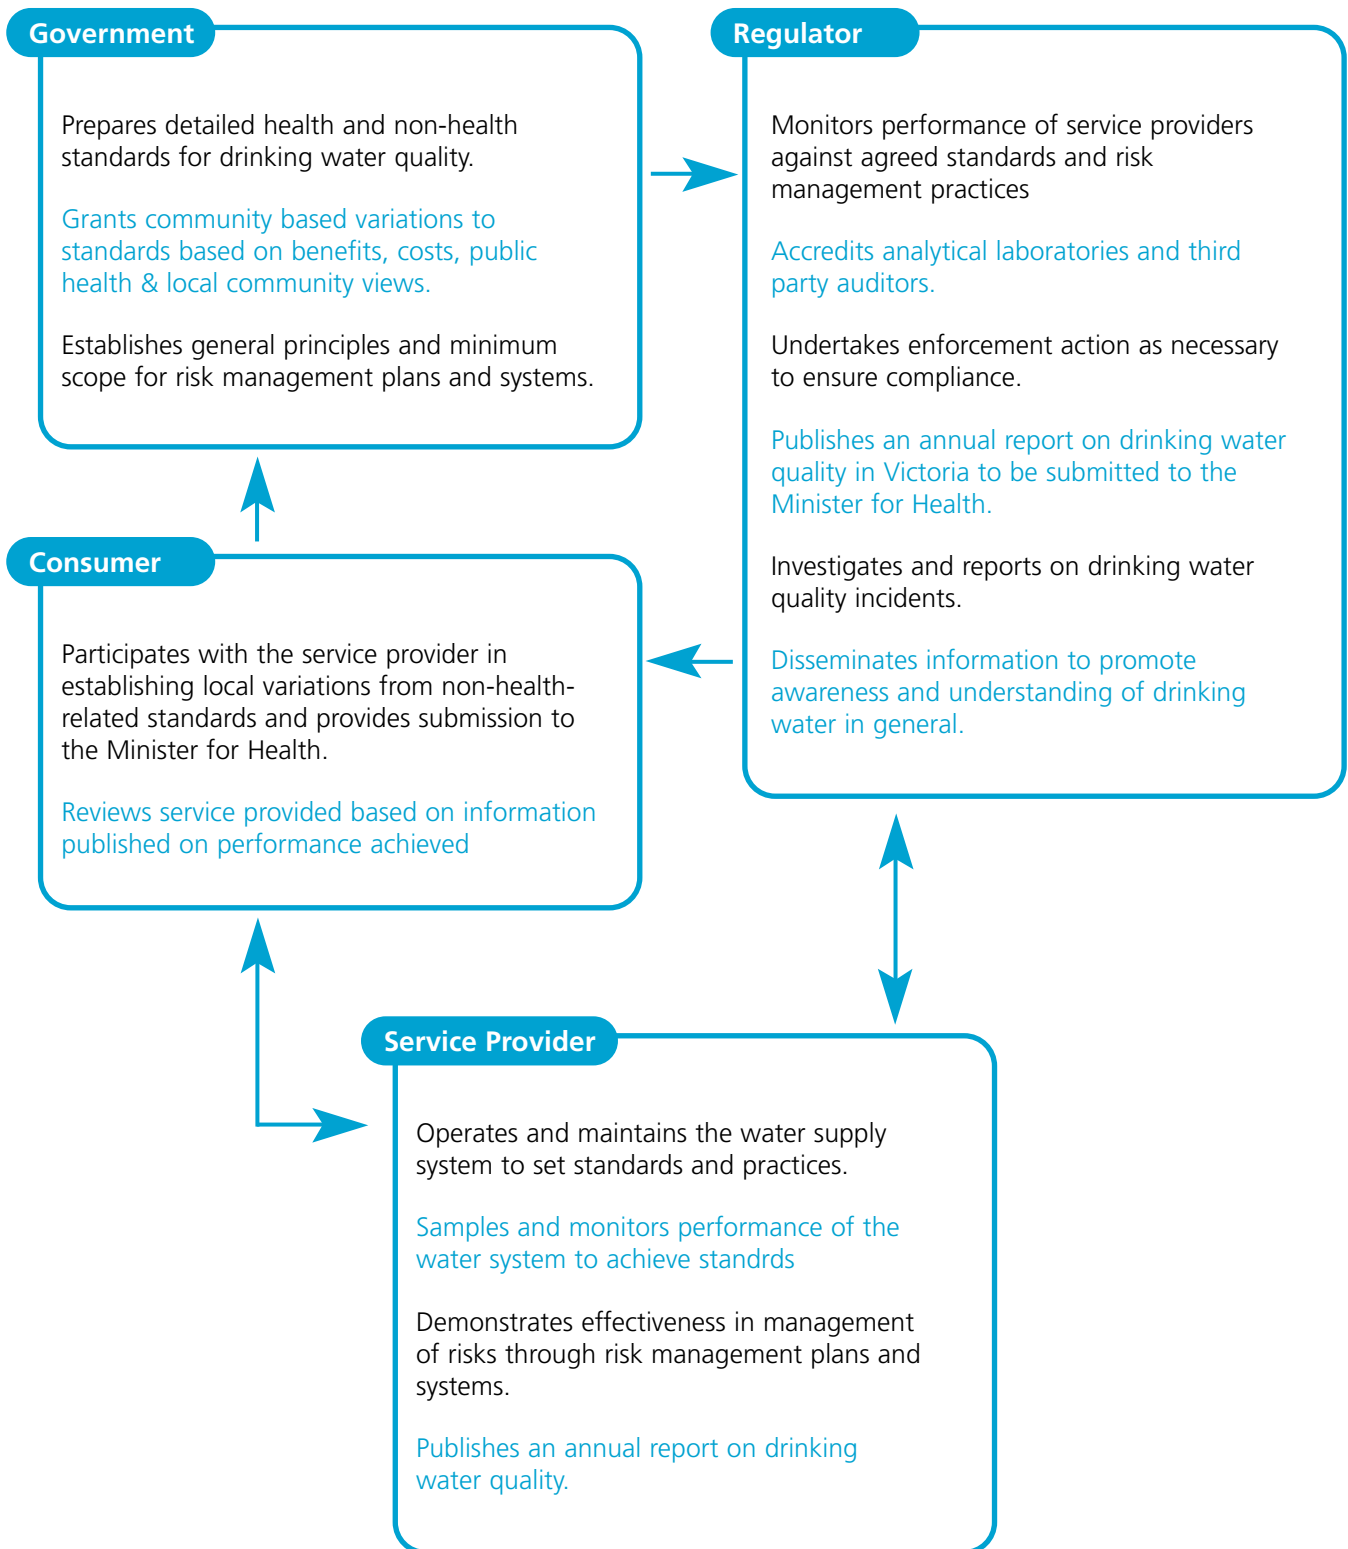 Government
Prepares detailed health and non-health
standards for drinking water quality.
Grants community based variations to
standards based on benefits, costs, public
health & local community views.
Establishes general principles and minimum
scope for risk management plans and systems.
Regulator
Monitors performance of service providers
against agreed standards and risk
management practices
Accredits analytical laboratories and third
party auditors.
Undertakes enforcement action as necessary
to ensure compliance.
Publishes an annual report on drinking water
quality in Victoria to be submitted to the
Minister for Health.
Investigates and reports on drinking water
quality incidents.
Disseminates information to promote
awareness and understanding of drinking
water in general.
Consumer
Participates with the service provider in
establishing local variations from non-health-
related standards and provides submission to
the Minister for Health.
Reviews service provided based on information
published on performance achieved
Service Provider
Operates and maintains the water supply
system to set standards and practices.
Samples and monitors performance of the
water system to achieve standrds
Demonstrates effectiveness in management
of risks through risk management plans and
systems.
Publishes an annual report on drinking
water quality.